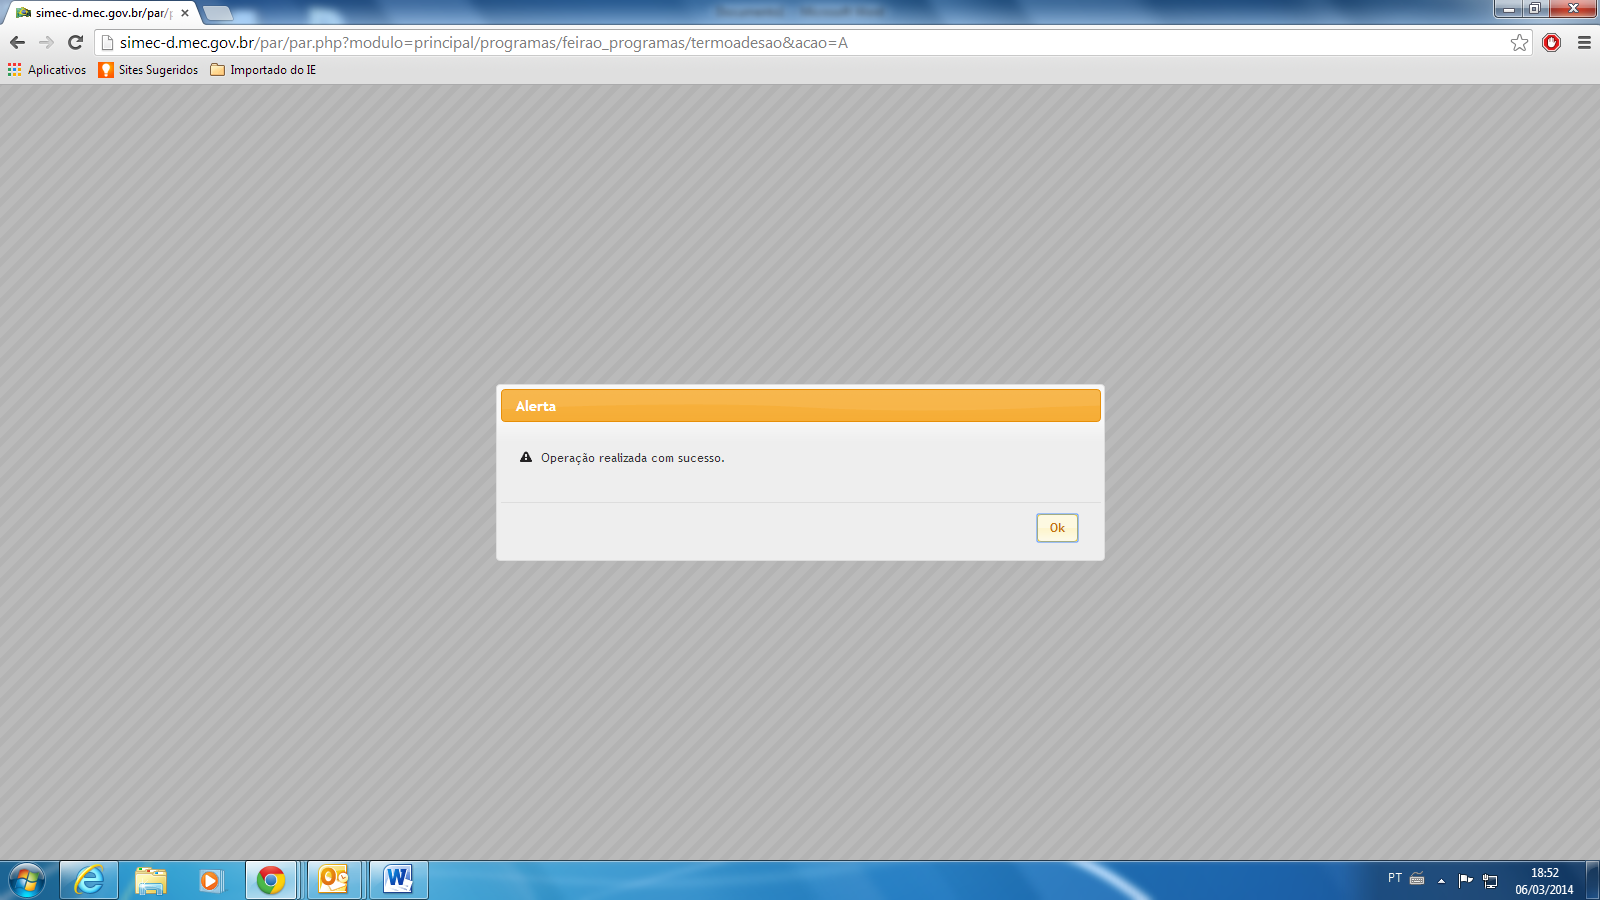 simec-d.mec.gov.br/par/p
simec-d.mec.gov.br/par/par.php?modulo=principal/programas/feirao_programas/termoadesao&acao=A
Aplicativos Sites Sugeridos Importado do IE
Alerta
Operação realizada com sucesso.
Ok
PT
18:52
06/03/2014